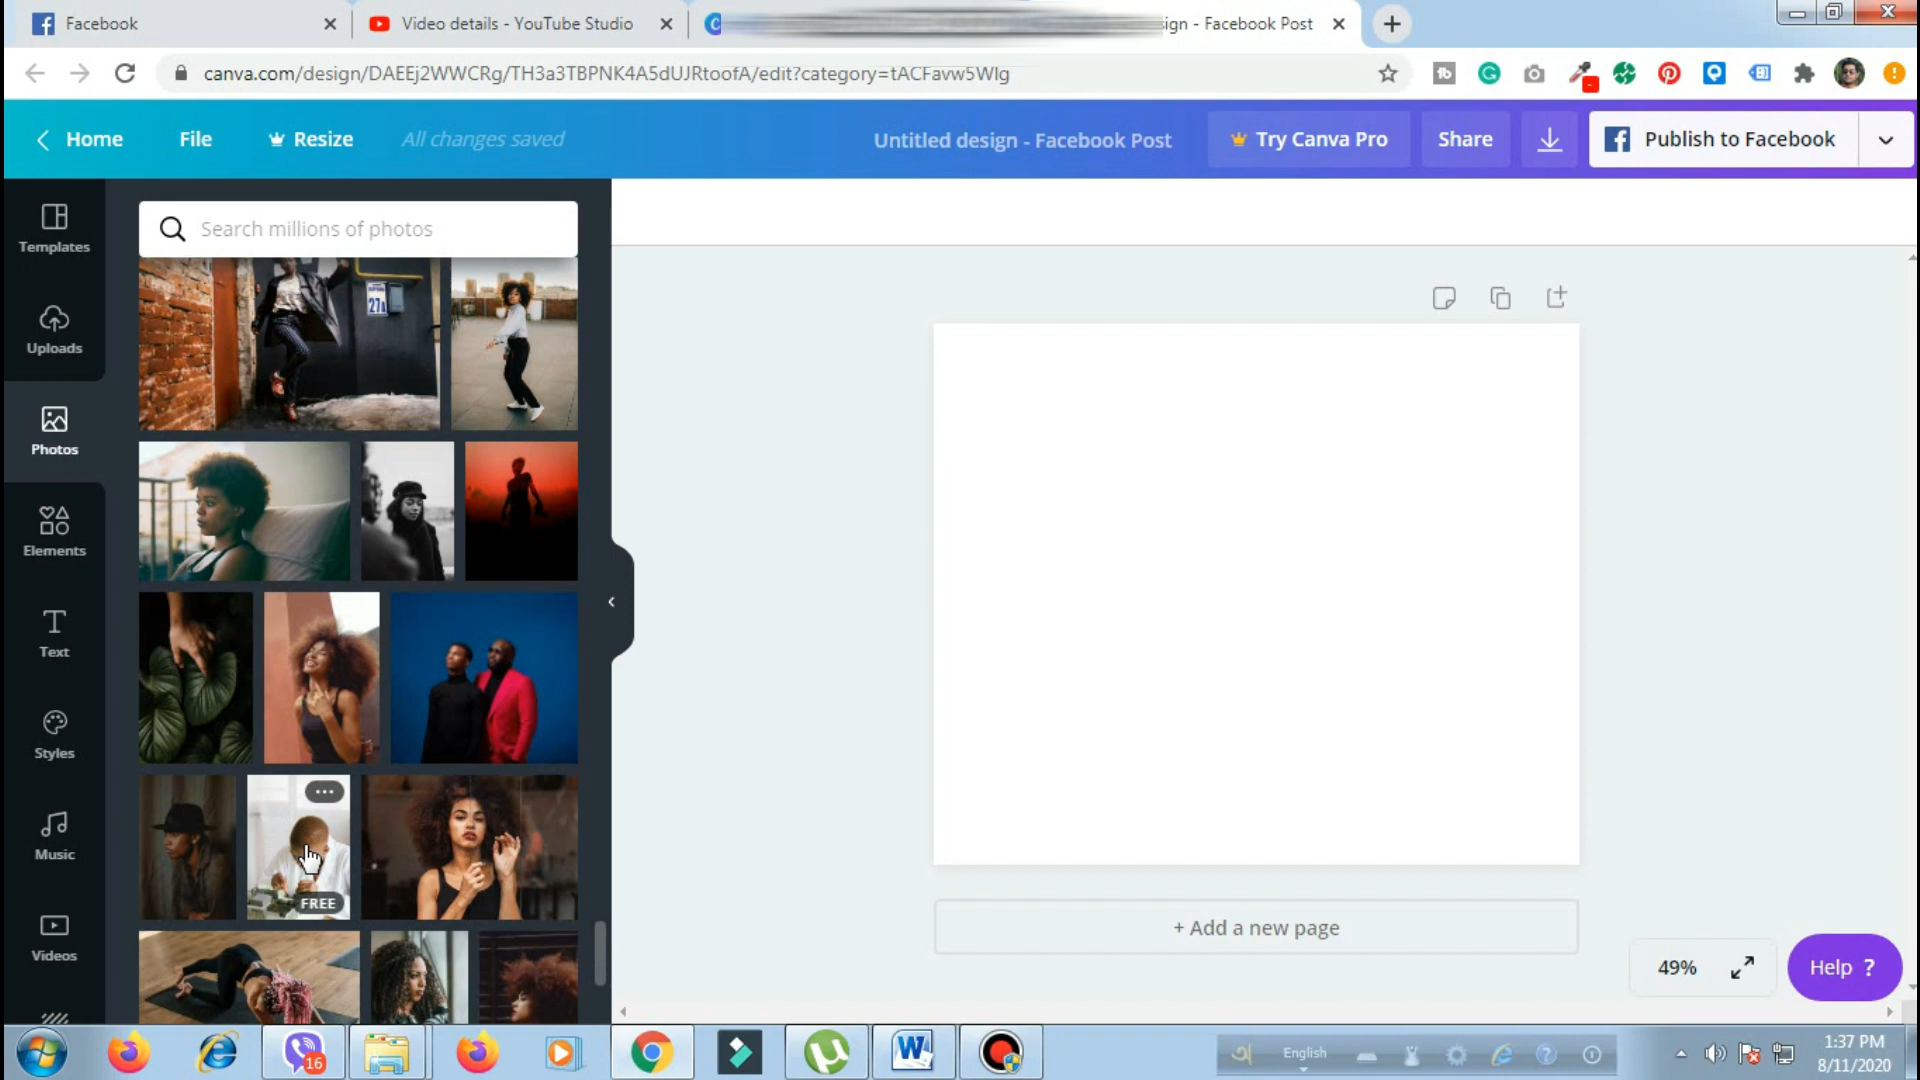 Facebook
Video details - YouTube Studio
ign - Facebook Post
canva.com/design/DAEEj2WWCRg/TH3a3TBPNK4A5dUJRtoofA/edit?category=tACFavw5WIg
Home
File
Resize
All changes saved
Untitled design - Facebook Post
Try Canva Pro
Share
Publish to Facebook
Templates
Uploads
Photos
Elements
Text
Styles
Music
Videos
Search millions of photos
27A
FREE
+ Add a new page
49%
Help ?
16
English
1:37 PM
8/11/2020